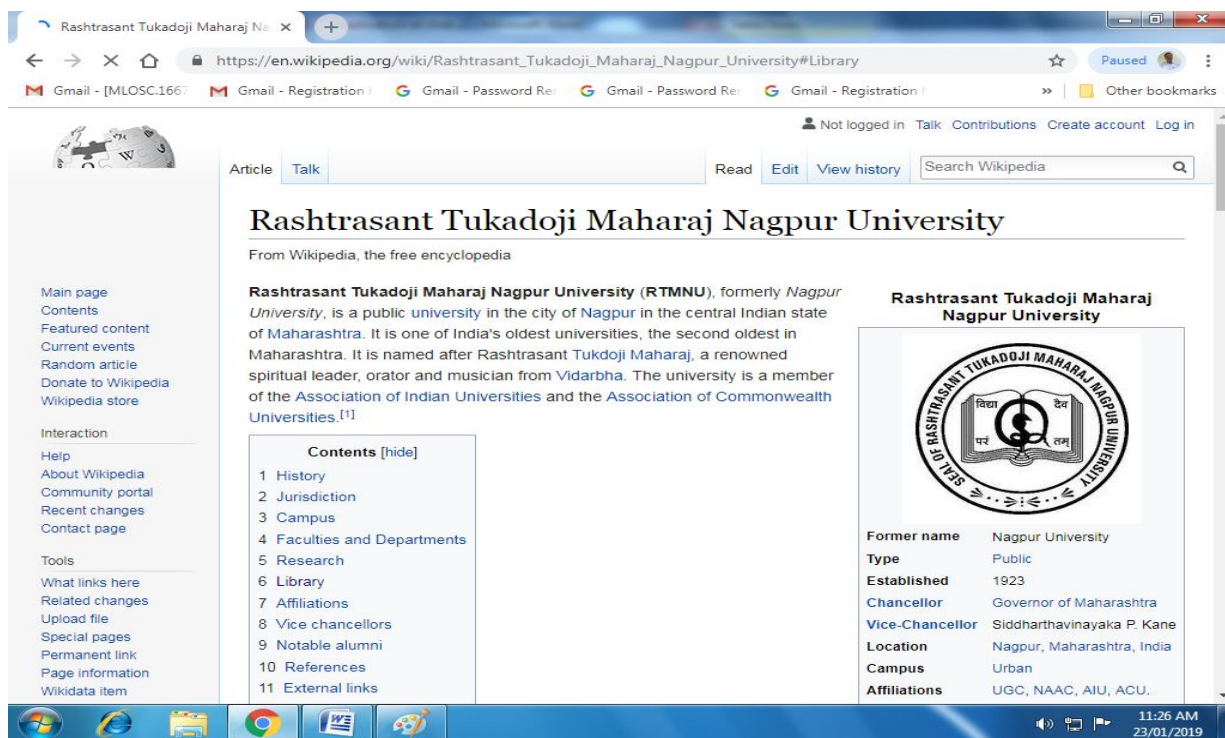 Rashtrasant Tukadoji Maharaj Na
https://en.wikipedia.org/wiki/Rashtrasant_Tukadoji_Maharaj_Nagpur_University#Library
Paused
Gmail - [MLOSC.1667
Gmail - Registration
Gmail - Password Re
Gmail - Password Re
Gmail - Registration
»
Other bookmarks
Not logged in Talk Contributions Create account Log in
Article Talk
Read Edit View history Search Wikipedia
Rashtrasant Tukadoji Maharaj Nagpur University
From Wikipedia, the free encyclopedia
Main page
Contents
Featured content
Current events
Random article
Donate to Wikipedia
Wikipedia store
Interaction
Help
About Wikipedia
Community portal
Recent changes
Contact page
Tools
What links here
Related changes
Upload file
Special pages
Permanent link
Page information
Wikidata item
Rashtrasant Tukadoji Maharaj Nagpur University (RTMNU), formerly Nagpur
University, is a public university in the city of Nagpur in the central Indian state
of Maharashtra. It is one of India's oldest universities, the second oldest in
Maharashtra. It is named after Rashtrasant Tukdoji Maharaj, a renowned
spiritual leader, orator and musician from Vidarbha. The university is a member
of the Association of Indian Universities and the Association of Commonwealth
Universities.[1]
Contents [hide]
1 History
2 Jurisdiction
3 Campus
4 Faculties and Departments
5 Research
6 Library
7 Affiliations
8 Vice chancellors
9 Notable alumni
10 References
11 External links
Rashtrasant Tukadoji Maharaj
Nagpur University
SEAL OF RASHTRASANT TUKADOJI MAHARAJ NAGPUR UNIVERSITY
विद्या दैव
परं तम्
Former name Nagpur University
Type Public
Established 1923
Chancellor Governor of Maharashtra
Vice-Chancellor Siddharthavinayaka P. Kane
Location Nagpur, Maharashtra, India
Campus Urban
Affiliations UGC, NAAC, AIU, ACU.
11:26 AM
23/01/2019